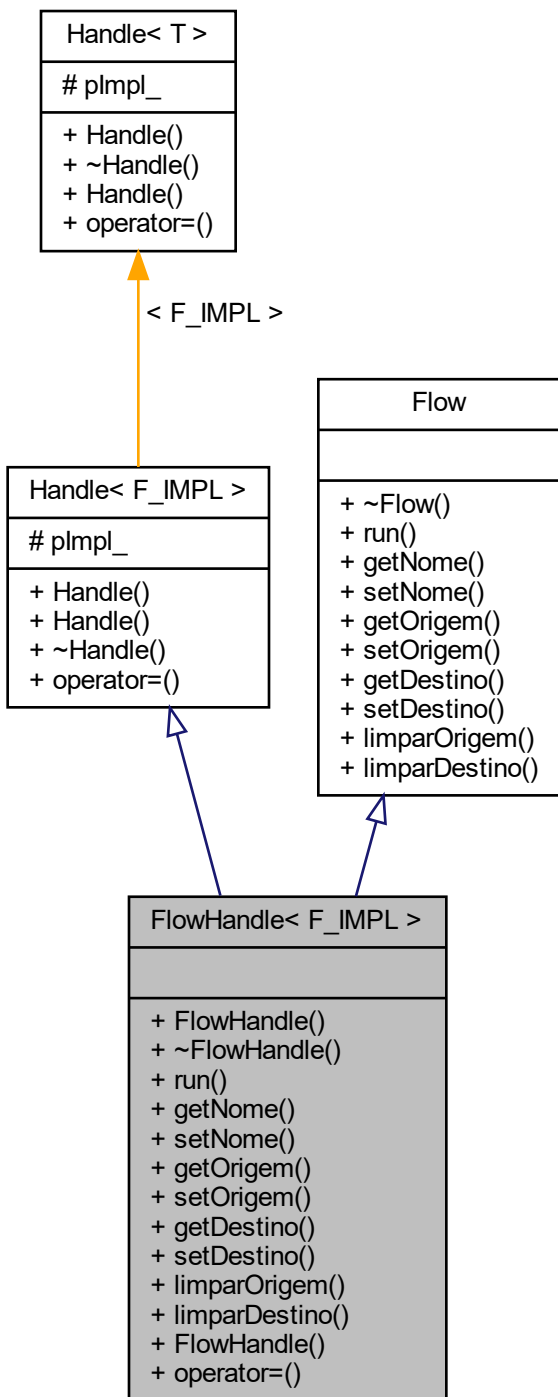 Handle< T >
# pImpl_
+ Handle()
+ ~Handle()
+ Handle()
+ operator=()
< F_IMPL >
Handle< F_IMPL >
# pImpl_
+ Handle()
+ Handle()
+ ~Handle()
+ operator=()
Flow
+ ~Flow()
+ run()
+ getNome()
+ setNome()
+ getOrigem()
+ setOrigem()
+ getDestino()
+ setDestino()
+ limparOrigem()
+ limparDestino()
FlowHandle< F_IMPL >
+ FlowHandle()
+ ~FlowHandle()
+ run()
+ getNome()
+ setNome()
+ getOrigem()
+ setOrigem()
+ getDestino()
+ setDestino()
+ limparOrigem()
+ limparDestino()
+ FlowHandle()
+ operator=()